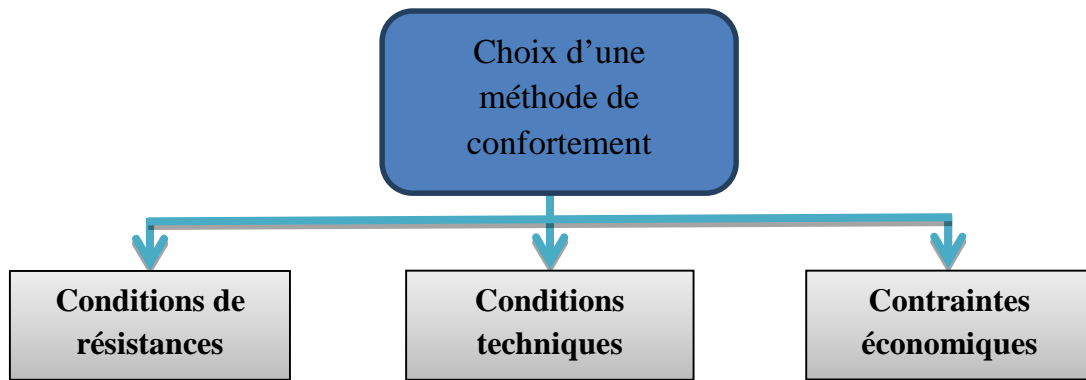 Choix d’une
méthode de
confortement
Conditions de
résistances
Conditions
techniques
Contraintes
économiques